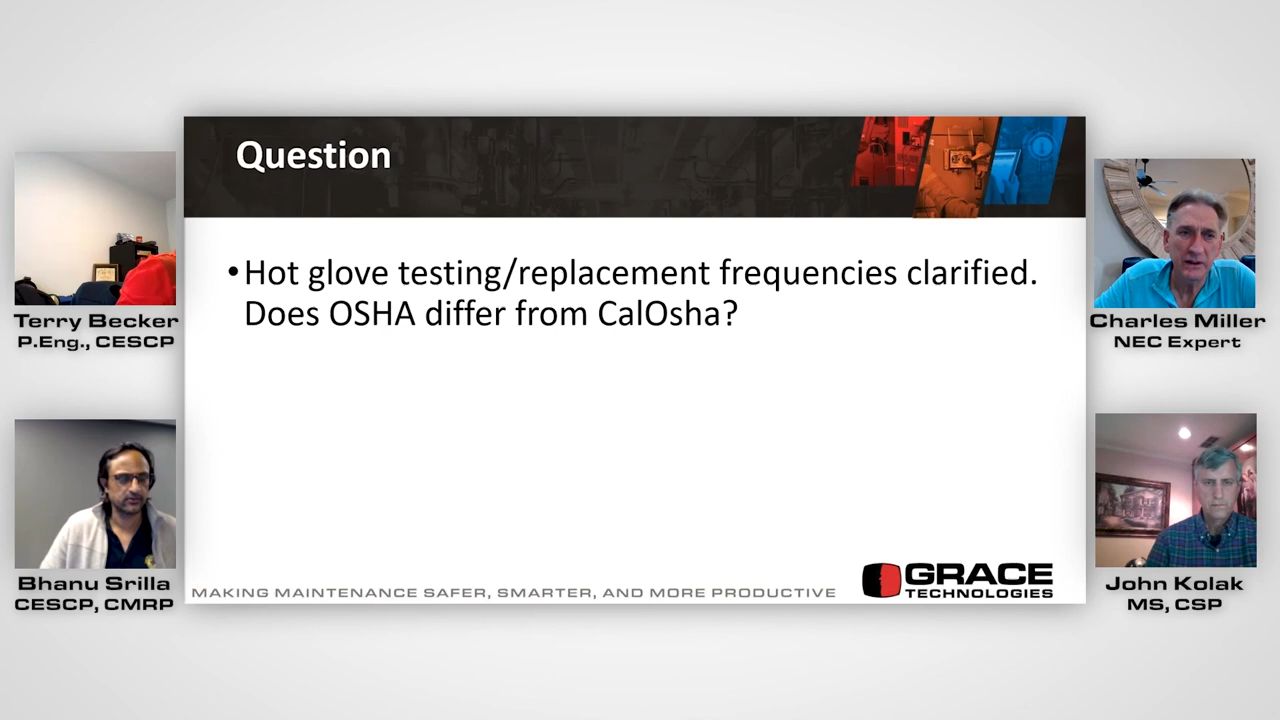 Question
•Hot glove testing/replacement frequencies clarified.
Does OSHA differ from CalOsha?
Terry Becker
P.Eng., CESCP
Charles Miller
NEC Expert
Bhanu Srilla
CESCP, CMRP
John Kolak
MS, CSP
MAKING MAINTENANCE SAFER, SMARTER, AND MORE PRODUCTIVE
GRACE
TECHNOLOGIES